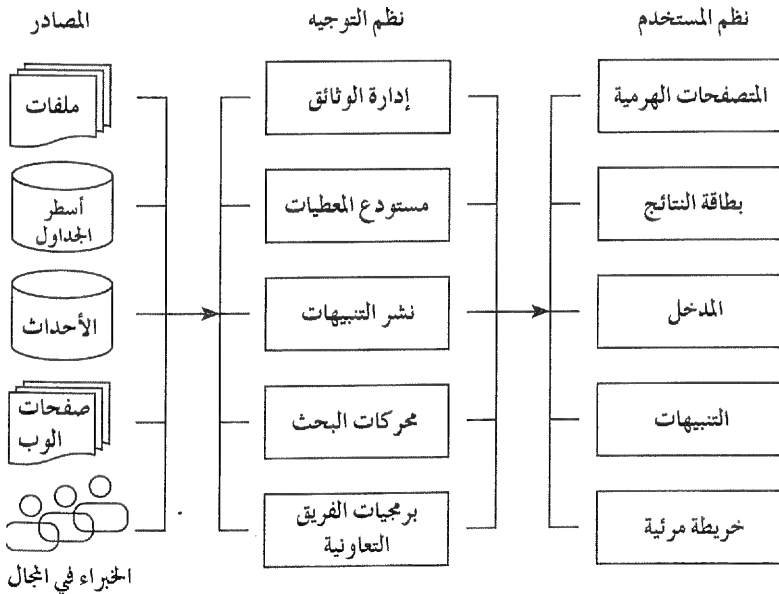 نظم المستخدم
نظم التوجيه
المصادر
المتصفحات الهرمية
إدارة الوثائق
ملفات
بطاقة النتائج
مستودع المعطيات
أسطر
الجداول
المدخل
نشر التنبيهات
الأحداث
التنبيهات
محركات البحث
صفحات
الوب
خريطة مرئية
برمجيات الفريق
التعاونية
الخبراء في المجال